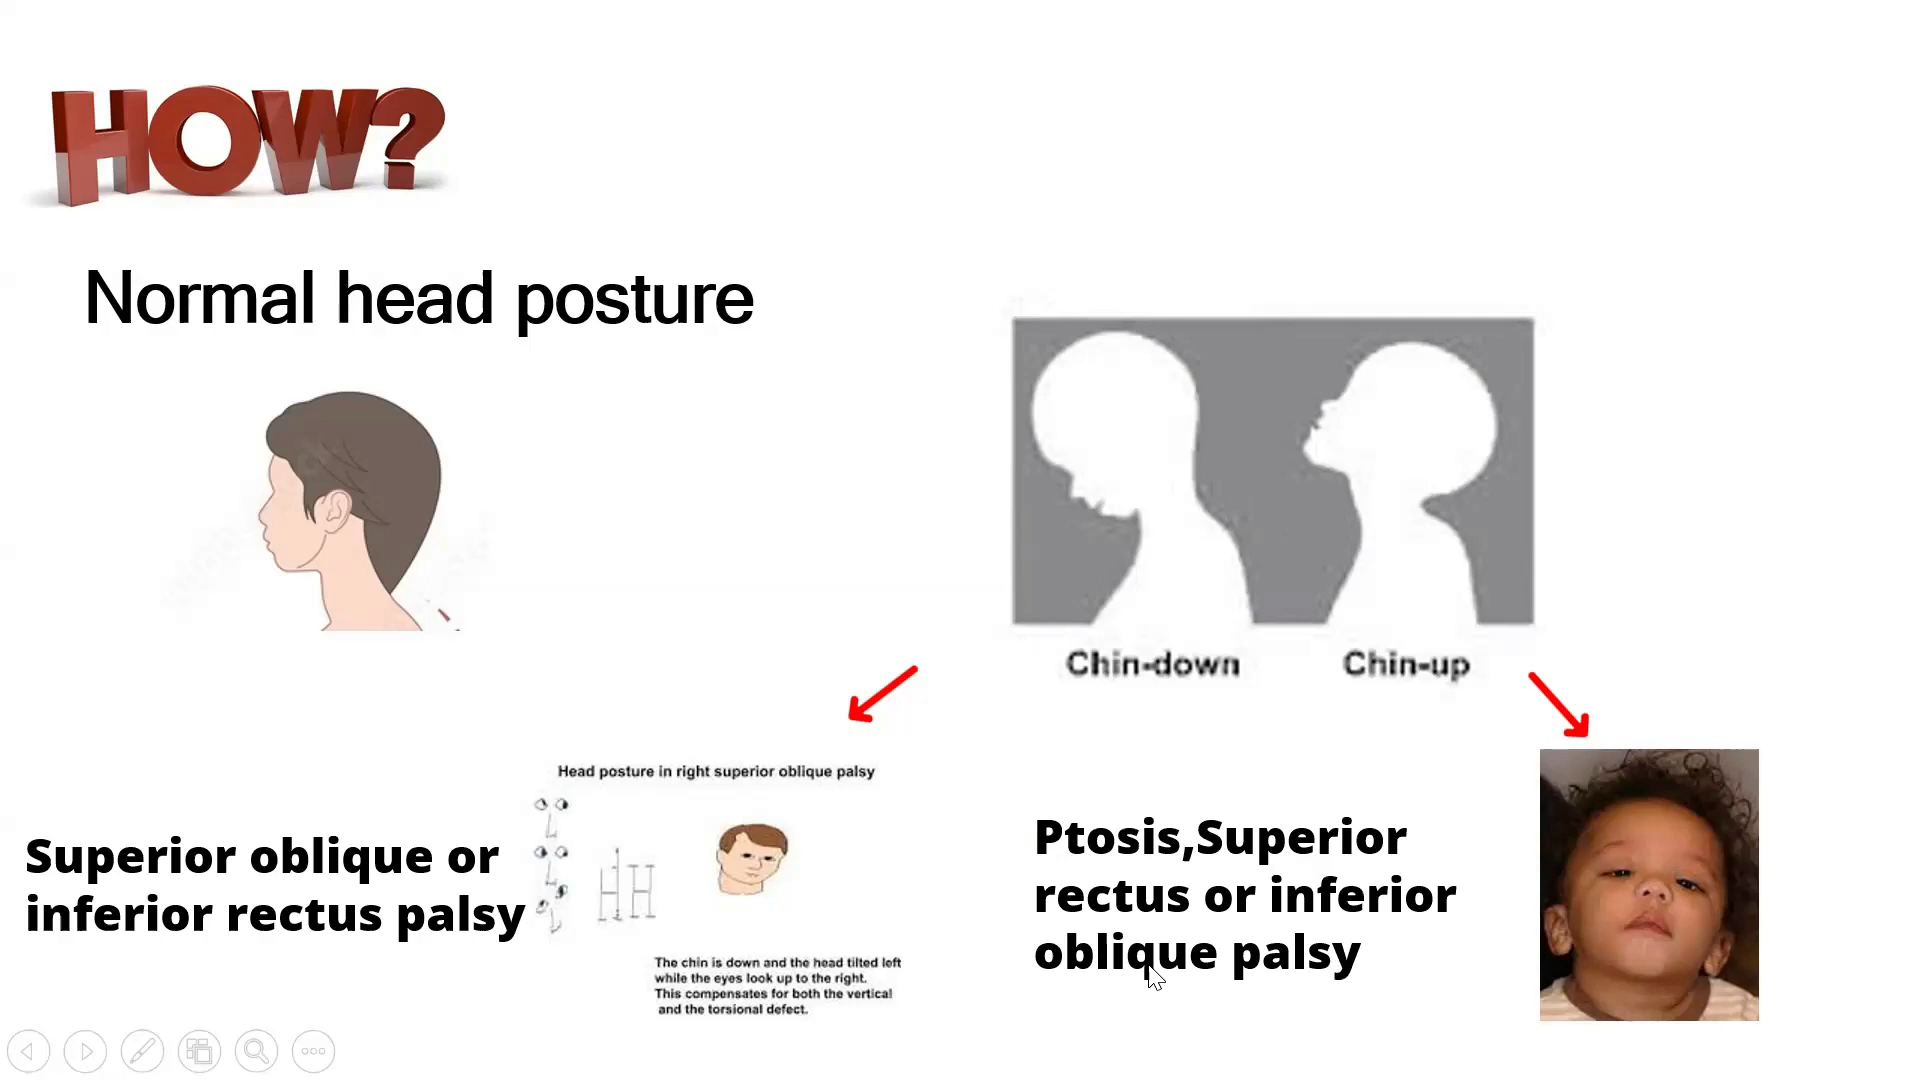 HOW?
Normal head posture
Chin-down Chin-up
Head posture in right superior oblique palsy
Superior oblique or
inferior rectus palsy
The chin is down and the head tilted left
while the eyes look up to the right.
This compensates for both the vertical
and the torsional defect.
Ptosis,Superior
rectus or inferior
oblique palsy